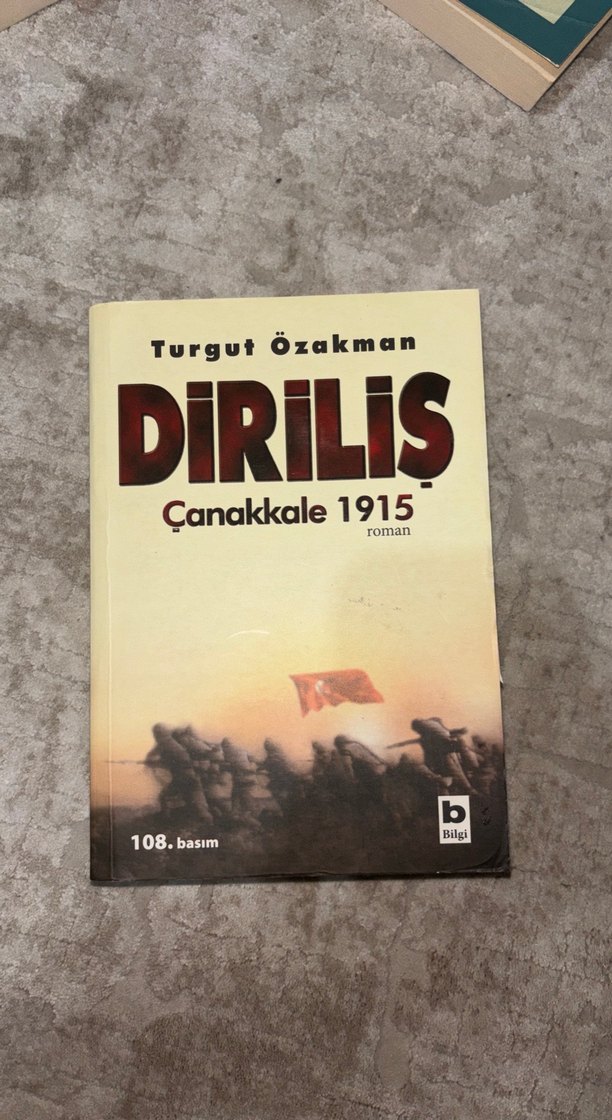 Turgut Özakman
DİRİLİŞ
Çanakkale 1915
roman
108. basım
b
Bilgi